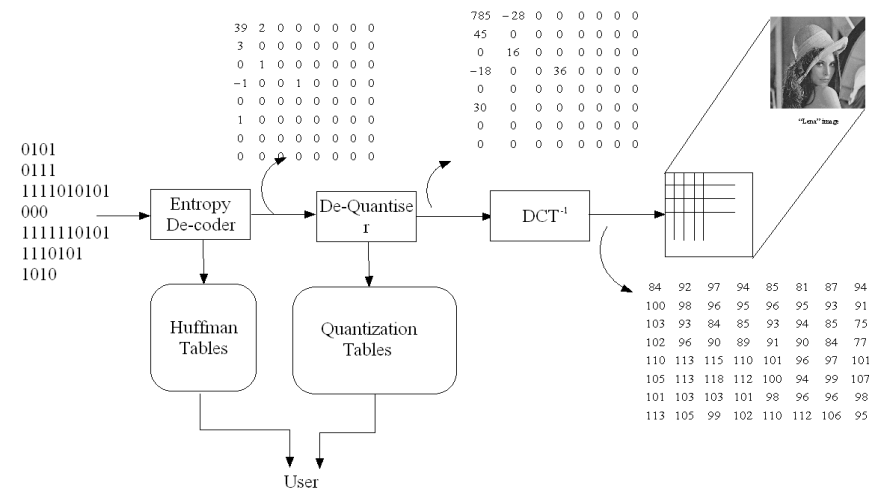 0101
0111
1111010101
000
1111110101
1110101
1010
39 2 0 0 0 0 0 0
3 0 0 0 0 0 0 0
0 1 0 0 0 0 0 0
−1 0 0 1 0 0 0 0
0 0 0 0 0 0 0 0
1 0 0 0 0 0 0 0
0 0 0 0 0 0 0 0
0 0 0 0 0 0 0 0
785 −28 0 0 0 0 0 0
45 0 0 0 0 0 0 0
0 16 0 0 0 0 0 0
−18 0 0 36 0 0 0 0
0 0 0 0 0 0 0 0
30 0 0 0 0 0 0 0
0 0 0 0 0 0 0 0
0 0 0 0 0 0 0 0
"Lena" image
Entropy
De-coder
De-Quantise
r
DCT⁻¹
Huffman
Tables
Quantization
Tables
84 92 97 94 85 81 87 94
100 98 96 95 96 95 93 91
103 93 84 85 93 94 85 75
102 96 90 89 91 90 84 77
110 113 115 110 101 96 97 101
105 113 118 112 100 94 99 107
101 103 103 101 98 96 96 98
113 105 99 102 110 112 106 95
User